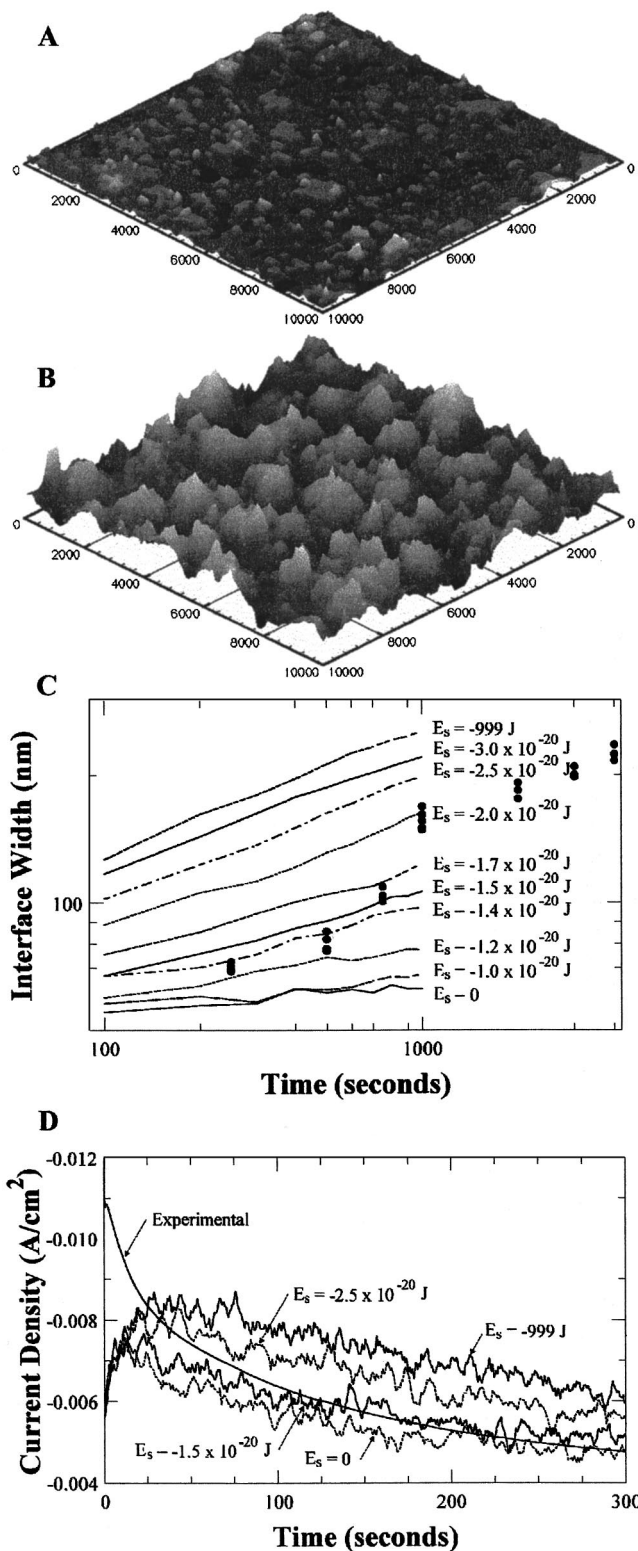 A
0
2000
4000
6000
8000
10000
10000
8000
6000
4000
2000
0
B
0
2000
4000
6000
8000
10000
10000
8000
6000
4000
2000
0
C
Interface Width (nm)
100
Es = -999 J
Es = -3.0 x 10^-20 J
Es = -2.5 x 10^-20 J
Es = -2.0 x 10^-20 J
Es = -1.7 x 10^-20 J
Es = -1.5 x 10^-20 J
Es - -1.4 x 10^-20 J
Es - -1.2 x 10^-20 J
Es - -1.0 x 10^-20 J
Es - 0
100
1000
Time (seconds)
D
Current Density (A/cm^2)
-0.012
-0.010
-0.008
-0.006
-0.004
Experimental
Es = -2.5 x 10^-20 J
Es - -999 J
Es - -1.5 x 10^-20 J
Es = 0
0
100
200
300
Time (seconds)